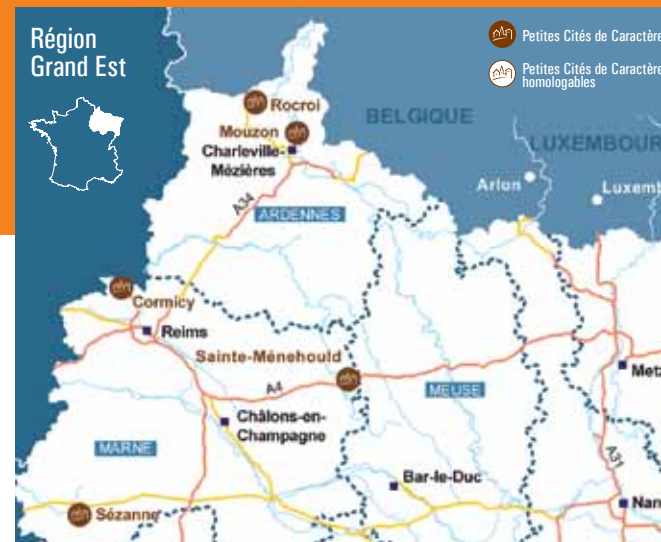 Région
Grand Est
Petites Cités de Caractère
Petites Cités de Caractère
homologables
Rocroi
BELGIQUE
Mouzon
Charleville-
Mézières
LUXEMBOUR
Arlon
Luxemb
A34
ARDENNES
Cormicy
Reims
Sainte-Ménehould
A4
MEUSE
Metz
Châlons-en-
Champagne
MARNE
A31
Bar-le-Duc
Nan
Sézanne